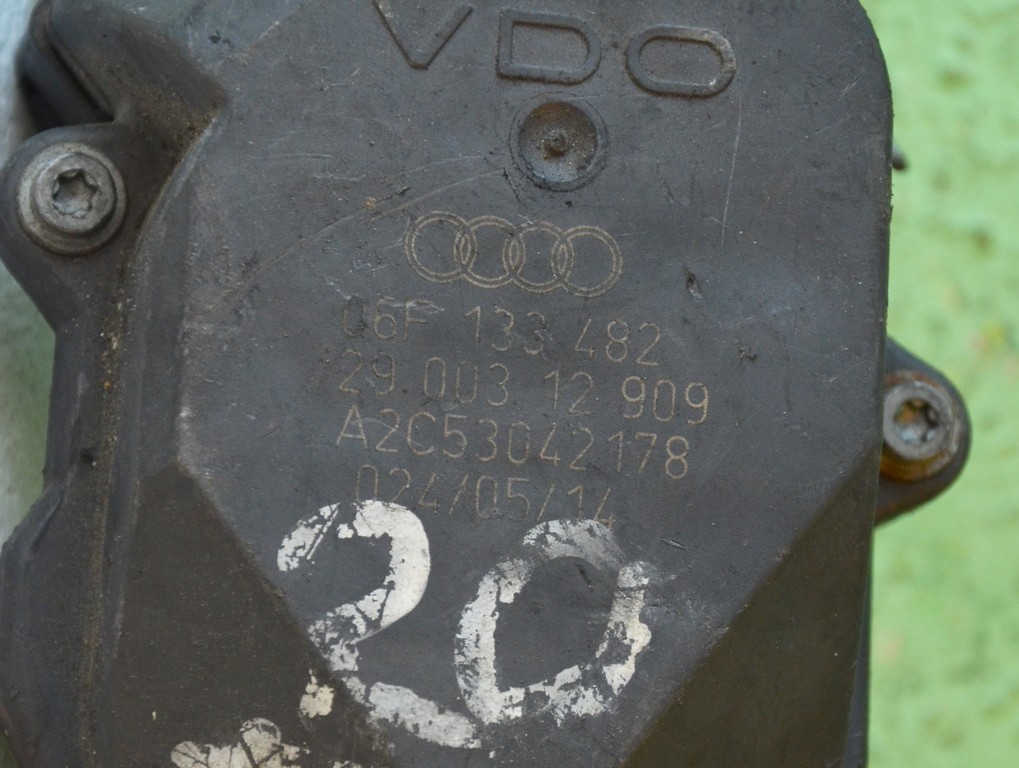 VDO
06F 133 482
29.003.12 909
A2C53042178
024/05/14
20